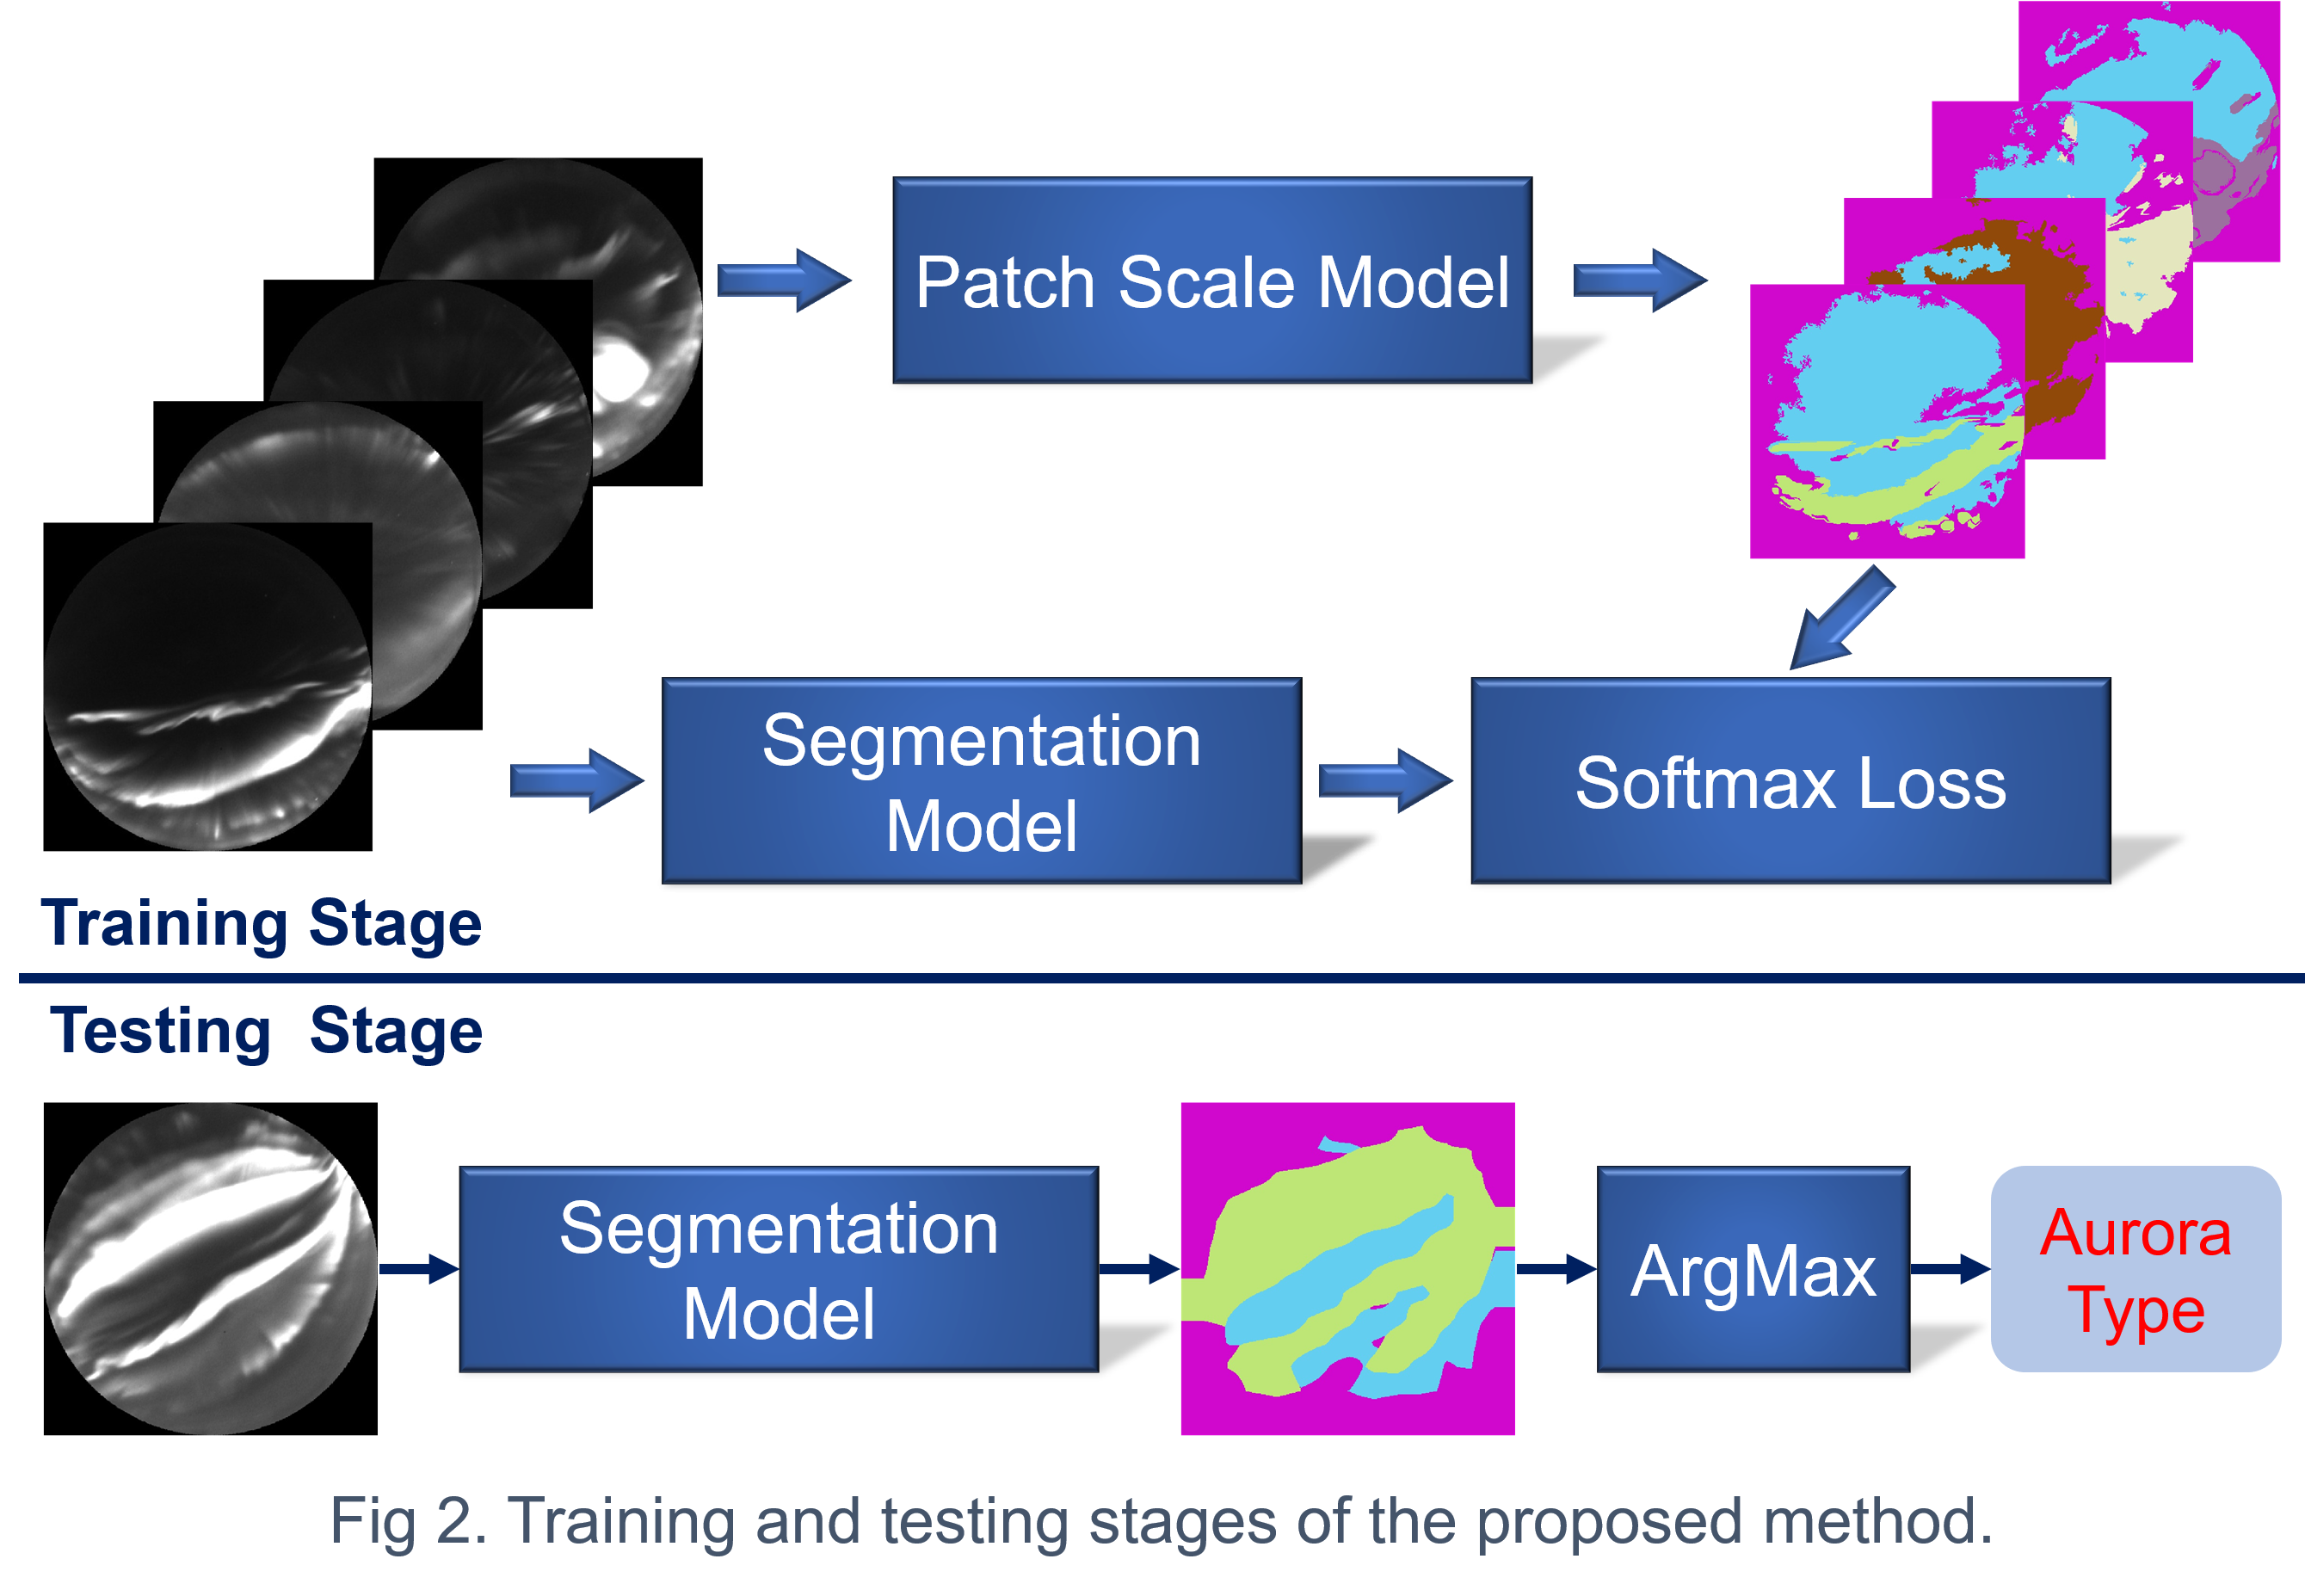 Patch Scale Model
Segmentation
Model
Softmax Loss
Training Stage
Testing  Stage
Segmentation
Model
ArgMax
Aurora
Type
Fig 2. Training and testing stages of the proposed method.